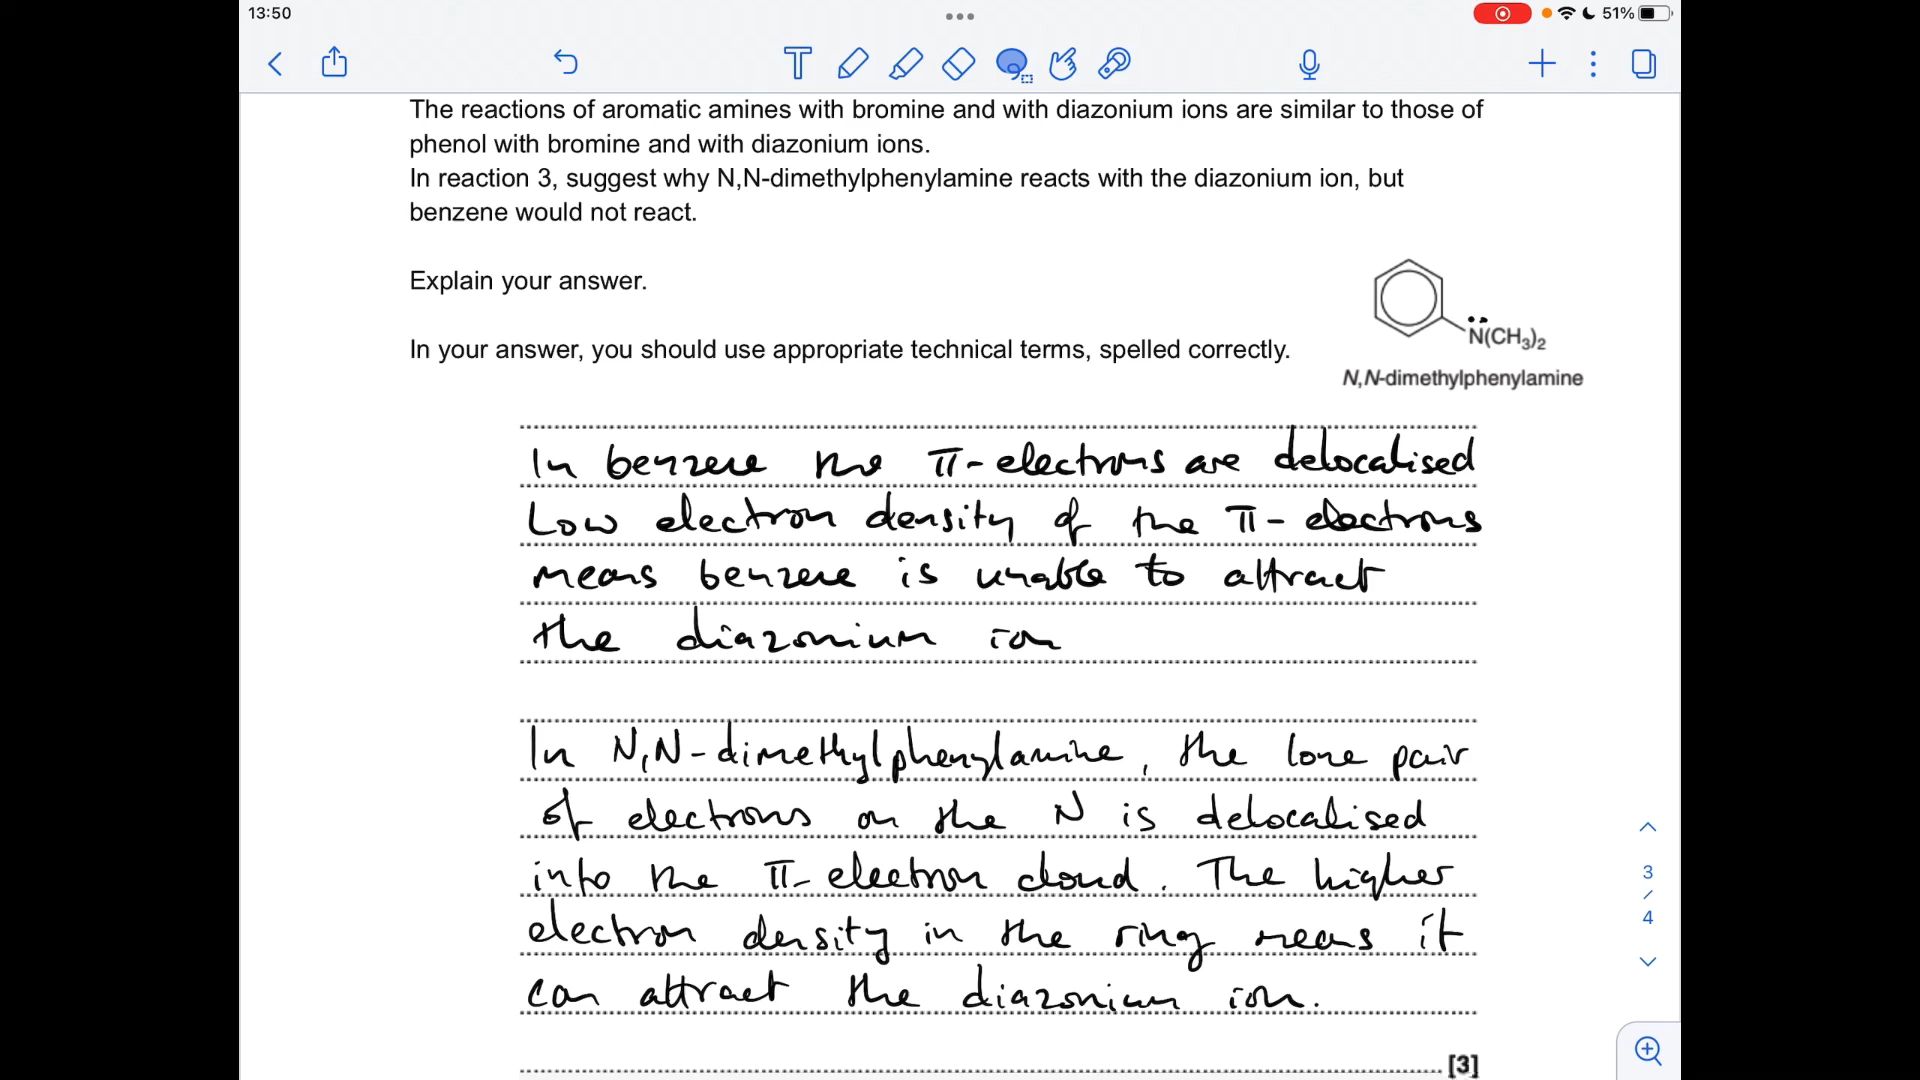 13:50
51%
The reactions of aromatic amines with bromine and with diazonium ions are similar to those of
phenol with bromine and with diazonium ions.
In reaction 3, suggest why N,N-dimethylphenylamine reacts with the diazonium ion, but
benzene would not react.
Explain your answer.
In your answer, you should use appropriate technical terms, spelled correctly.
N(CH3)2
N,N-dimethylphenylamine
In benzene the π-electrons are delocalised
Low electron density of the π-electrons
means benzene is unable to attract
the diazonium ion
In N,N-dimethylphenylamine, the lone pair
of electrons on the N is delocalised
into the π-electron cloud. The higher
electron density in the ring means it
can attract the diazonium ion.
[3]
3
/
4